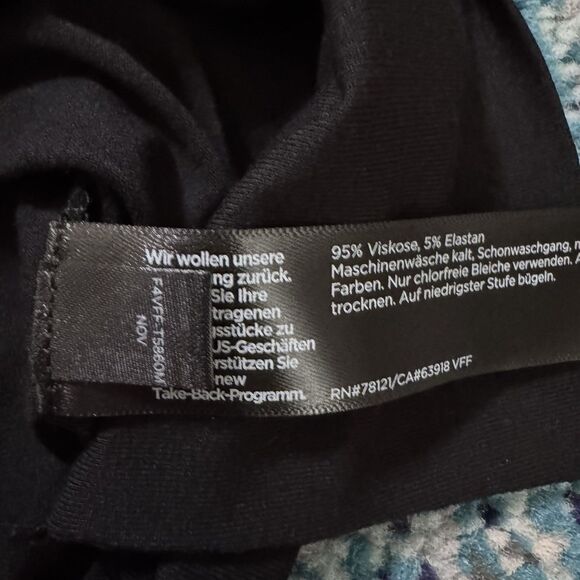 Wir wollen unsere
ng zurück.
Sie Ihre
tragenen
sstücke zu
US-Geschäften
rstützen Sie
new
Take-Back-Programm.
95% Viskose, 5% Elastan
Maschinenwäsche kalt, Schonwaschgang, m
Farben. Nur chlorfreie Bleiche verwenden. A
trocknen. Auf niedrigster Stufe bügeln.
RN#78121/CA#63918 VFF
F4VFF-T5860M
NOV